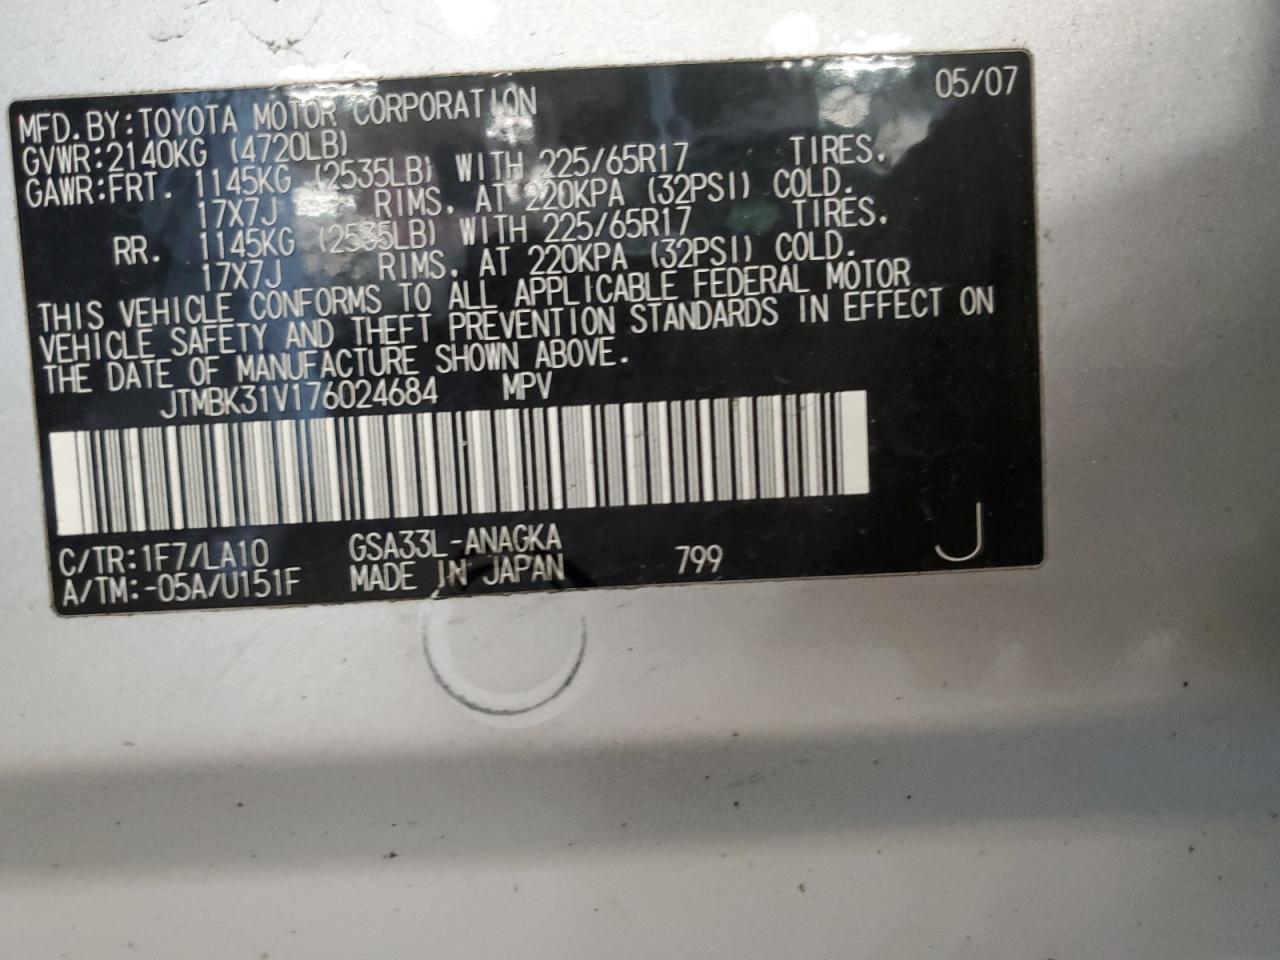 05/07
MFD.BY:TOYOTA MOTOR CORPORATION
GVWR:2140KG (4720LB)
GAWR:FRT. 1145KG (2535LB) WITH 225/65R17 TIRES.
17X7J RIMS, AT 220KPA (32PSI) COLD.
RR. 1145KG (2535LB) WITH 225/65R17 TIRES.
17X7J RIMS, AT 220KPA (32PSI) COLD.
THIS VEHICLE CONFORMS TO ALL APPLICABLE FEDERAL MOTOR
VEHICLE SAFETY AND THEFT PREVENTION STANDARDS IN EFFECT ON
THE DATE OF MANUFACTURE SHOWN ABOVE.
JTMBK31V176024684 MPV
C/TR:1F7/LA10 GSA33L-ANAGKA
A/TM:-05A/U151F MADE IN JAPAN 799 J